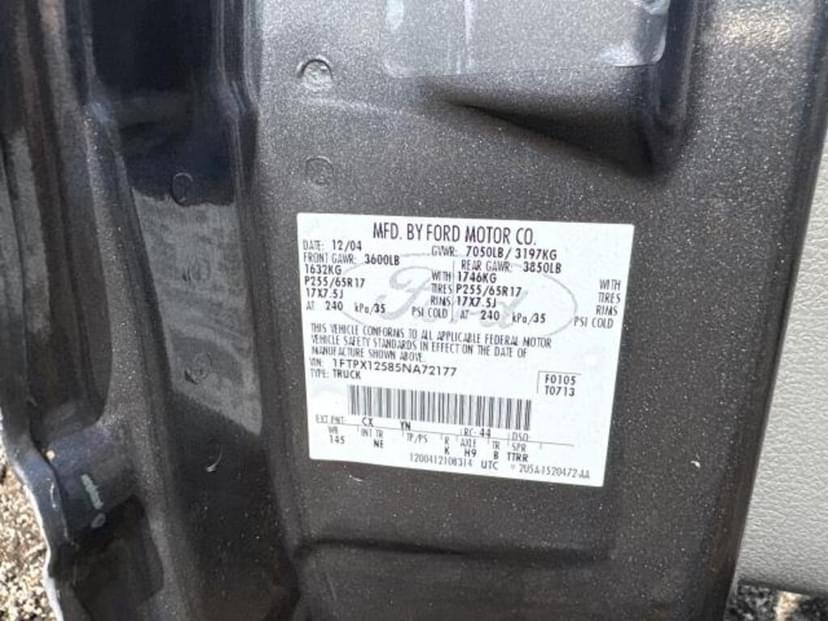 MFD. BY FORD MOTOR CO.
DATE: 12/04 GVWR: 7050LB/ 3197KG
FRONT GAWR: 3600LB REAR GAWR: 3850LB
1632KG WITH 1746KG WITH
P255/65R17 TIRES P255/65R17 TIRES
17X7.5J RIMS 17X7.5J RIMS
AT 240 kPa/35 PSI COLD AT 240 kPa/35 PSI COLD
THIS VEHICLE CONFORMS TO ALL APPLICABLE FEDERAL MOTOR
VEHICLE SAFETY STANDARDS IN EFFECT ON THE DATE OF
MANUFACTURE SHOWN ABOVE.
VIN: 1FTPX12585NA72177
TYPE: TRUCK
F0105
T0713
EXT PNT: CX YN RC: 44 DSO:
WB INT TR TP/PS R AXLE TR SPR
145 NE K H9 B TTRR
1200412108314 UTC 2U5A-1520472-AA
Ford